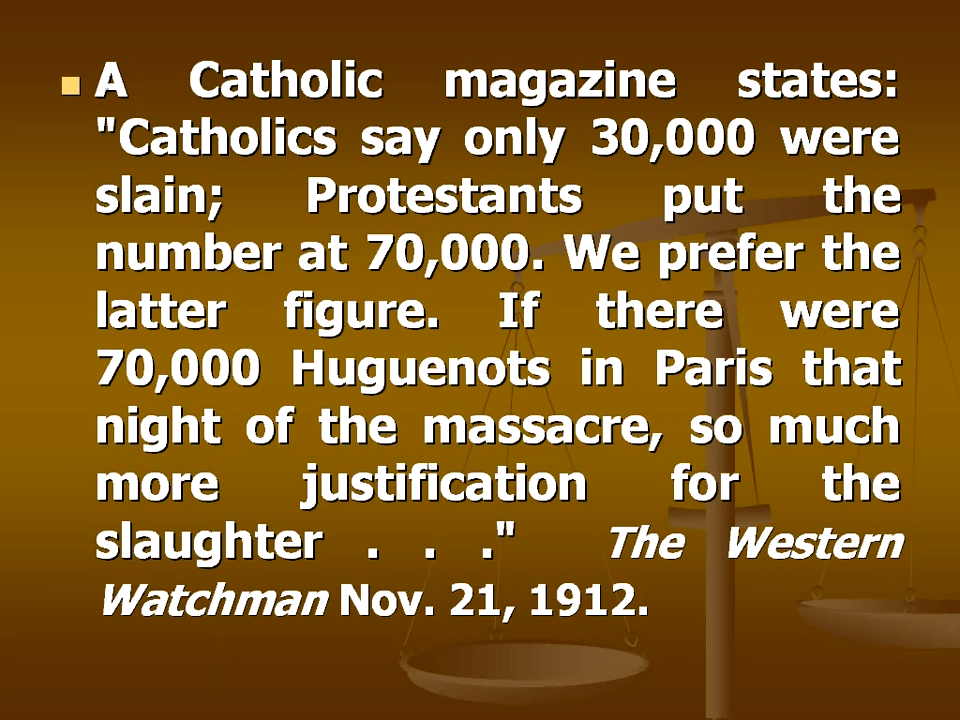 A Catholic magazine states:
"Catholics say only 30,000 were
slain; Protestants put the
number at 70,000. We prefer the
latter figure. If there were
70,000 Huguenots in Paris that
night of the massacre, so much
more justification for the
slaughter . . ." The Western
Watchman Nov. 21, 1912.